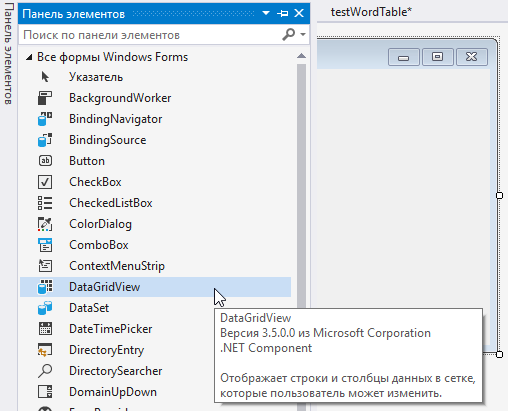 Панель элементов
Панель элементов
testWordTable*
Поиск по панели элементов
Все формы Windows Forms
Указатель
BackgroundWorker
BindingNavigator
BindingSource
Button
CheckBox
CheckedListBox
ColorDialog
ComboBox
ContextMenuStrip
DataGridView
DataSet
DateTimePicker
DirectoryEntry
DirectorySearcher
DomainUpDown
DataGridView
Версия 3.5.0.0 из Microsoft Corporation
.NET Component
Отображает строки и столбцы данных в сетке,
которые пользователь может изменить.